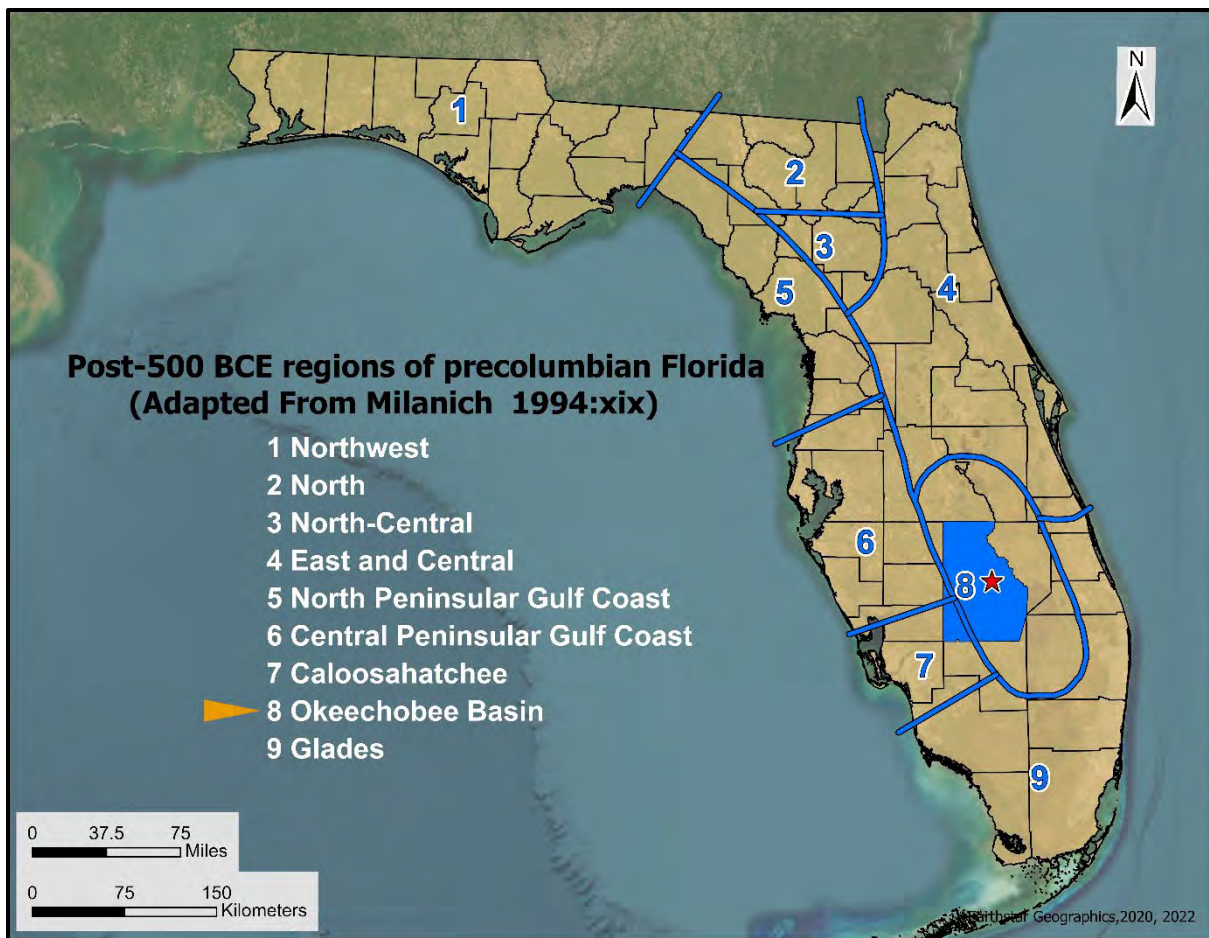 N
1
2
3
4
5
6
7
8
9
Post-500 BCE regions of precolumbian Florida
(Adapted From Milanich 1994:xix)
1 Northwest
2 North
3 North-Central
4 East and Central
5 North Peninsular Gulf Coast
6 Central Peninsular Gulf Coast
7 Caloosahatchee
8 Okeechobee Basin
9 Glades
0 37.5 75
Miles
0 75 150
Kilometers
Earthstar Geographics,2020, 2022